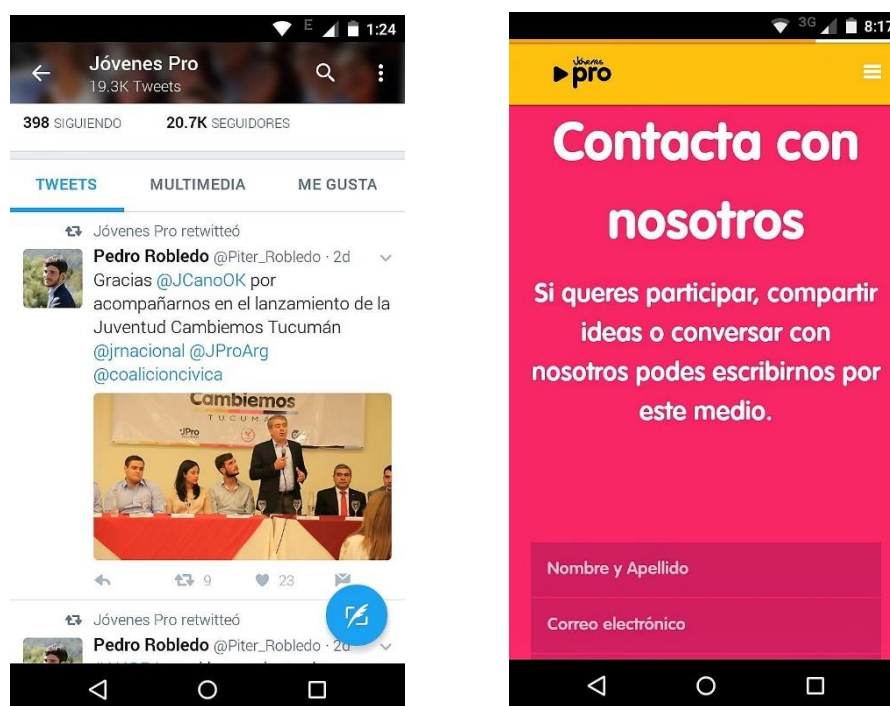 E 1:24
Jóvenes Pro
19.3K Tweets
398 SIGUIENDO 20.7K SEGUIDORES
TWEETS MULTIMEDIA ME GUSTA
Jóvenes Pro retwitteó
Pedro Robledo @Piter_Robledo · 2d
Gracias @JCanoOK por
acompañarnos en el lanzamiento de la
Juventud Cambiemos Tucumán
@jrnacional @JProArg
@coalicioncivica
Cambiemos
TUCUMÁ
JPro
9 23
Jóvenes Pro retwitteó
Pedro Robledo @Piter_Robledo · 2d
3G 8:17
Jóvenes
pro
Contacta con
nosotros
Si queres participar, compartir
ideas o conversar con
nosotros podes escribirnos por
este medio.
Nombre y Apellido
Correo electrónico